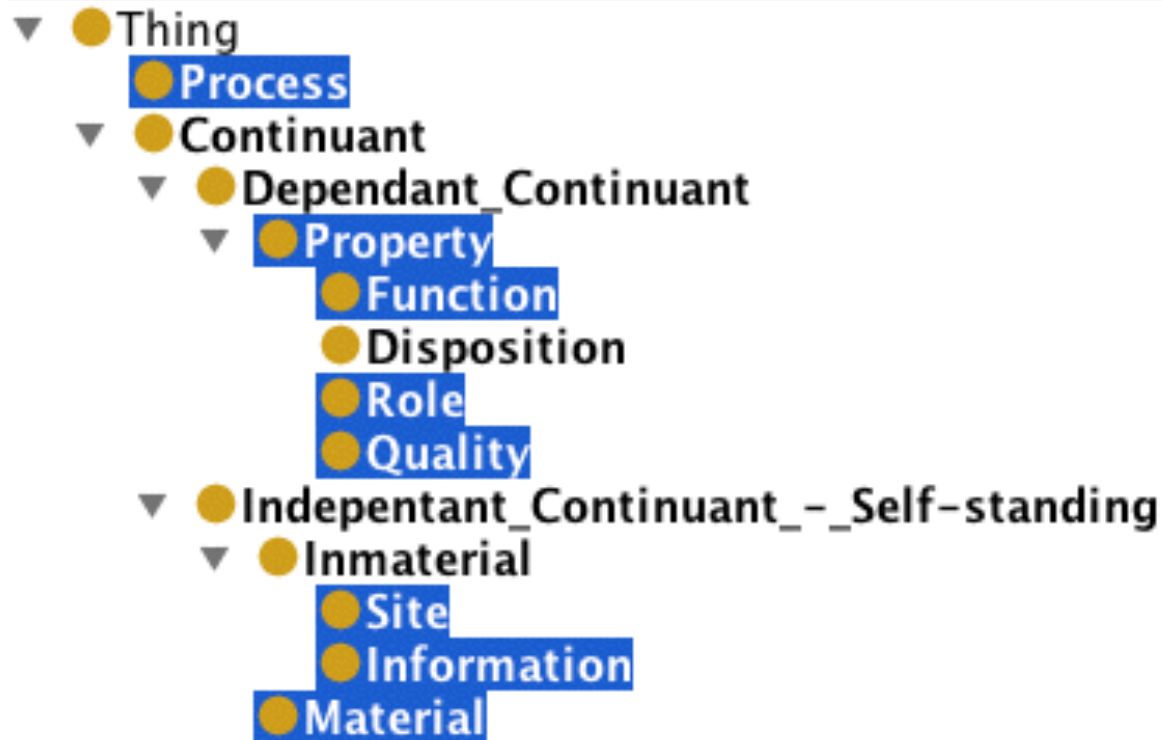 Thing
Process
Continuant
Dependant_Continuant
Property
Function
Disposition
Role
Quality
Indepentant_Continuant_-_Self-standing
Inmaterial
Site
Information
Material